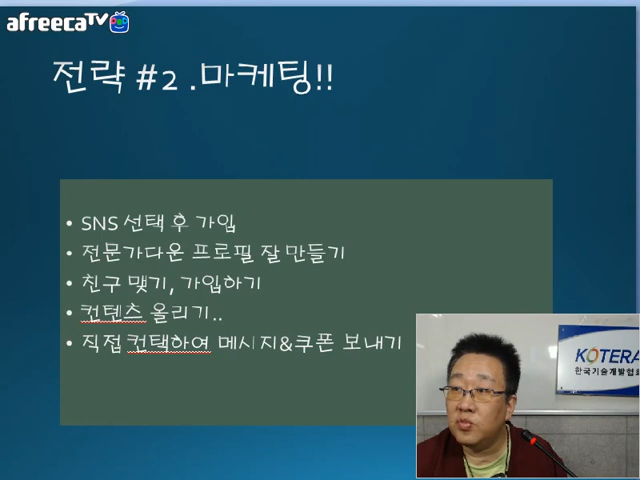 afreecaTV
전략 #2 .마케팅!!
• SNS 선택 후 가입
• 전문가다운 프로필 잘 만들기
• 친구 맺기, 가입하기
• 컨텐츠 올리기..
• 직접 컨택하여 메시지&쿠폰 보내기
KOTERA
한국기술개발협회